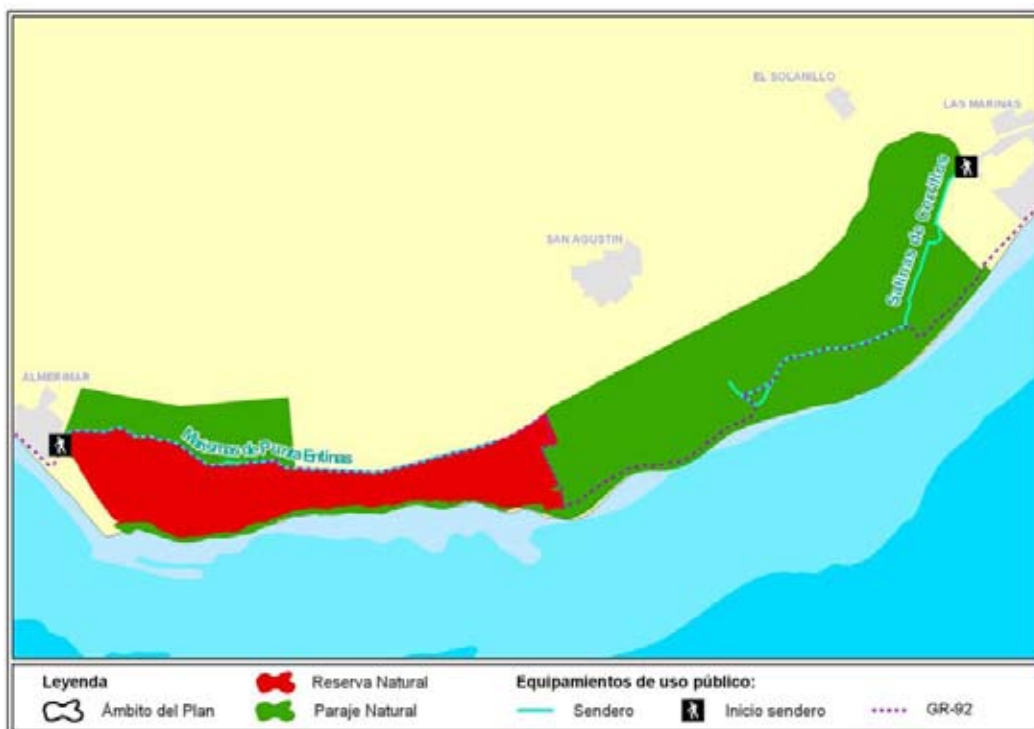 EL SOLANILLO
LAS MARINAS
Salinas de Cerrillos
SAN AGUSTIN
ALMERIMAR
Marismas de Punta Entinas
Leyenda
Ámbito del Plan
Reserva Natural
Paraje Natural
Equipamientos de uso público:
Sendero
Inicio sendero
GR-92